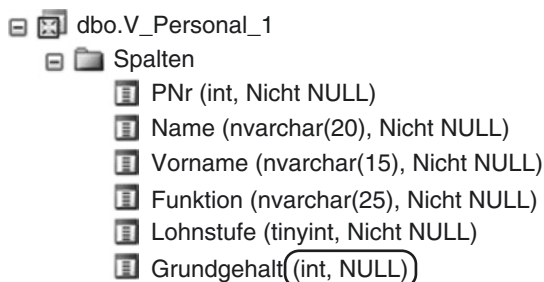 dbo.V_Personal_1
Spalten
PNr (int, Nicht NULL)
Name (nvarchar(20), Nicht NULL)
Vorname (nvarchar(15), Nicht NULL)
Funktion (nvarchar(25), Nicht NULL)
Lohnstufe (tinyint, Nicht NULL)
Grundgehalt (int, NULL)